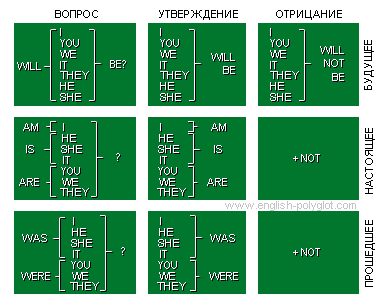 ВОПРОС УТВЕРЖДЕНИЕ ОТРИЦАНИЕ
WILL
I
YOU
WE
IT
THEY
HE
SHE
BE?
I
YOU
WE
IT
THEY
HE
SHE
WILL
BE
I
YOU
WE
IT
THEY
HE
SHE
WILL
NOT
BE
БУДУЩЕЕ
AM
IS
ARE
I
HE
SHE
IT
YOU
WE
THEY
?
I
HE
SHE
IT
YOU
WE
THEY
AM
IS
ARE
+ NOT
НАСТОЯЩЕЕ
www.english-polyglot.com
WAS
WERE
I
HE
SHE
IT
YOU
WE
THEY
?
I
HE
SHE
IT
YOU
WE
THEY
WAS
WERE
+ NOT
ПРОШЕДШЕЕ